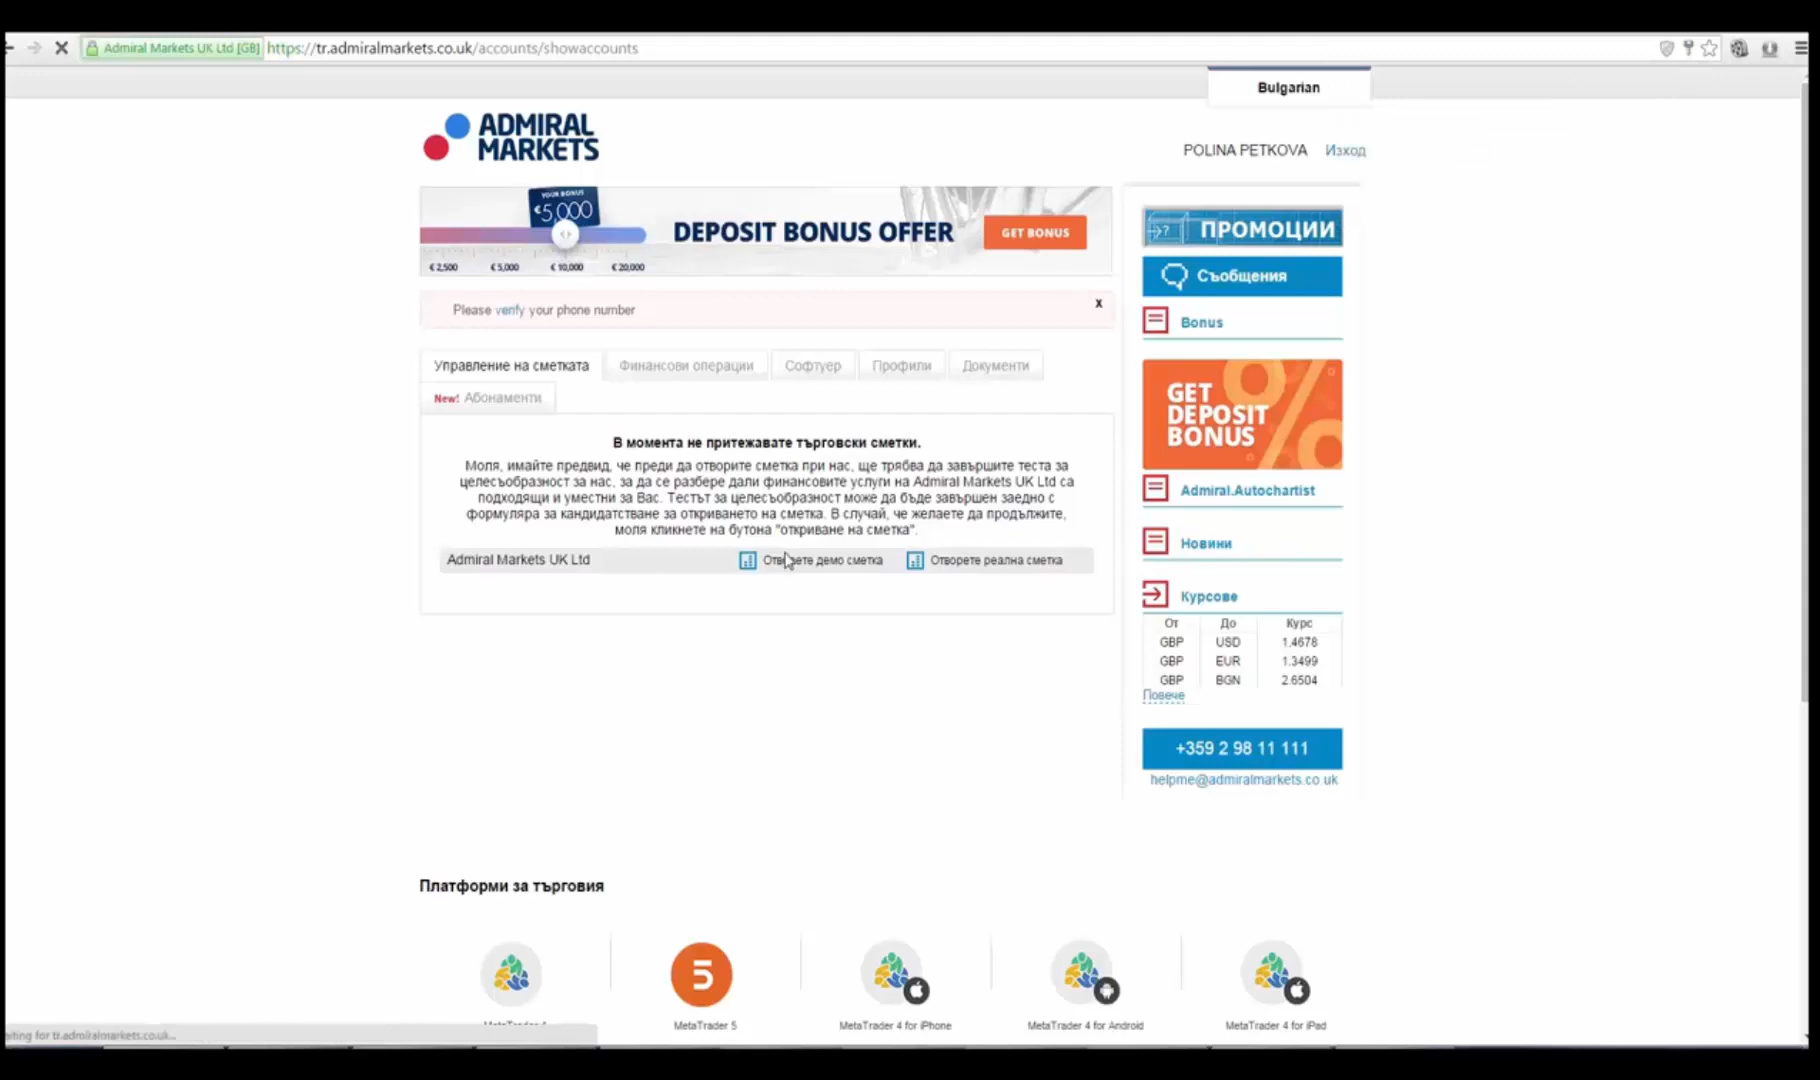 Admiral Markets UK Ltd [GB] https://tr.admiralmarkets.co.uk/accounts/showaccounts
Bulgarian
ADMIRAL
MARKETS
POLINA PETKOVA Изход
YOUR BONUS
€5,000
€ 2,500 € 5,000 € 10,000 € 20,000
DEPOSIT BONUS OFFER
GET BONUS
Please verify your phone number x
Управление на сметката Финансови операции Софтуер Профили Документи
New! Абонаменти
В момента не притежавате търговски сметки.
Моля, имайте предвид, че преди да отворите сметка при нас, ще трябва да завършите теста за
целесъобразност за нас, за да се разбере дали финансовите услуги на Admiral Markets UK Ltd са
подходящи и уместни за Вас. Тестът за целесъобразност може да бъде завършен заедно с
формуляра за кандидатстване за откриването на сметка. В случай, че желаете да продължите,
моля кликнете на бутона "откриване на сметка".
Admiral Markets UK Ltd Отворете демо сметка Отворете реална сметка
ПРОМОЦИИ
Съобщения
Bonus
GET
DEPOSIT
BONUS
%
Admiral.Autochartist
Новини
Курсове
От До Курс
GBP USD 1.4678
GBP EUR 1.3499
GBP BGN 2.6504
Повече
+359 2 98 11 111
helpme@admiralmarkets.co.uk
Платформи за търговия
5
MetaTrader 5
MetaTrader 4 for iPhone
MetaTrader 4 for Android
MetaTrader 4 for iPad
aiting for tr.admiralmarkets.co.uk...